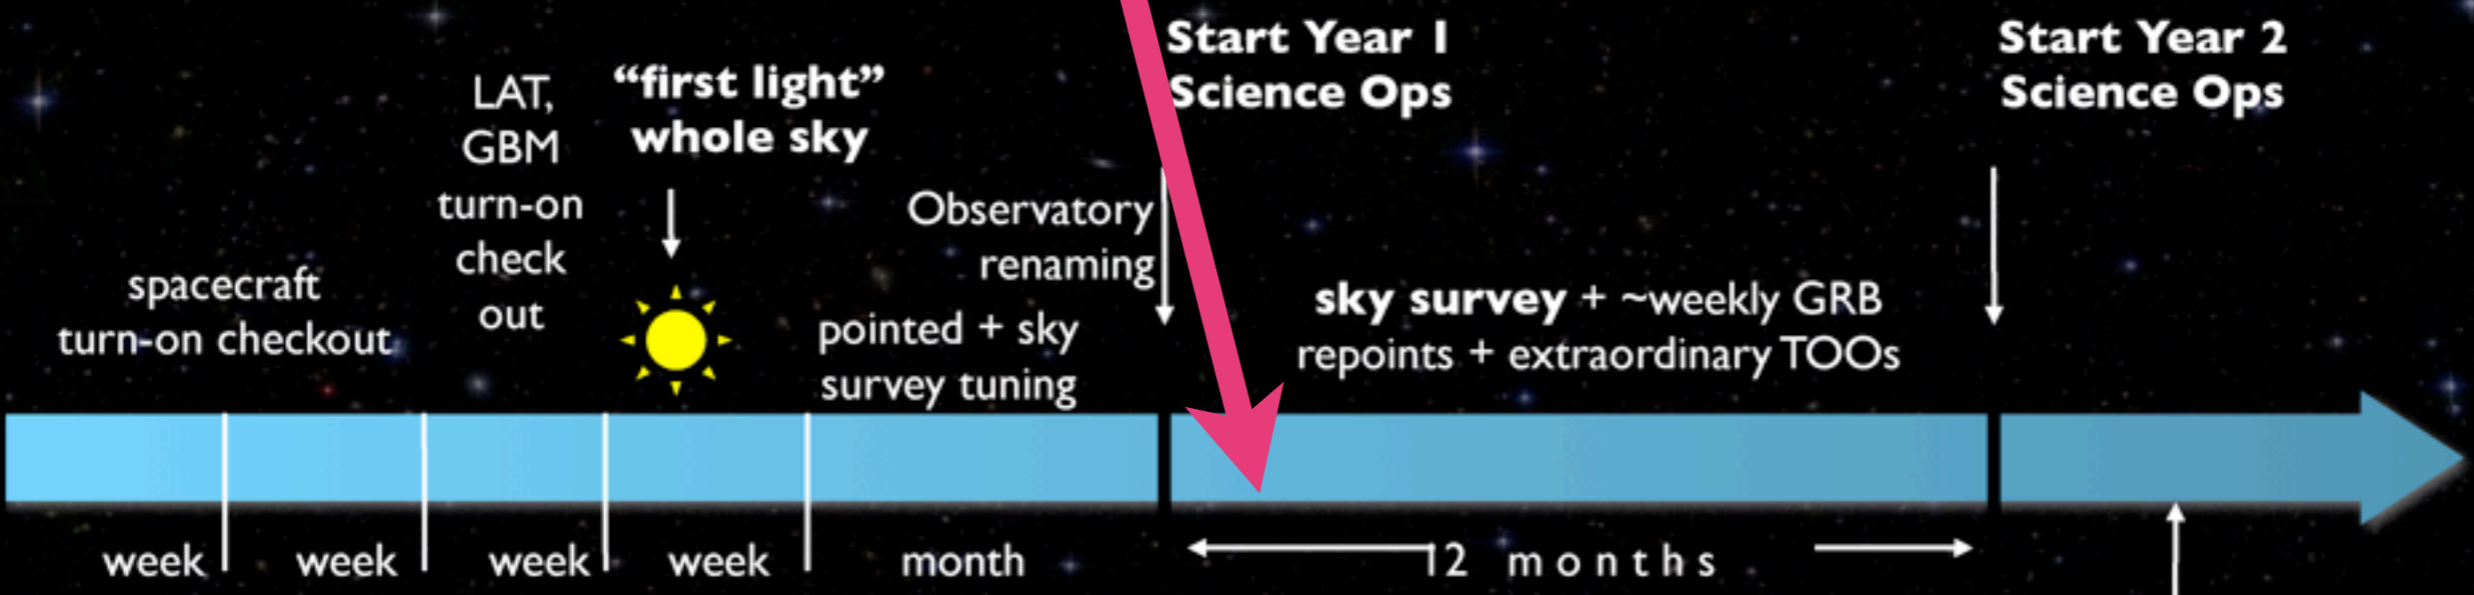 Start Year 1
Science Ops
Start Year 2
Science Ops
LAT,
GBM
turn-on
check
out
“first light”
whole sky
Observatory
renaming
spacecraft
turn-on checkout
pointed + sky
survey tuning
sky survey + ~weekly GRB
repoints + extraordinary TOOs
week
week
week
week
month
12 months